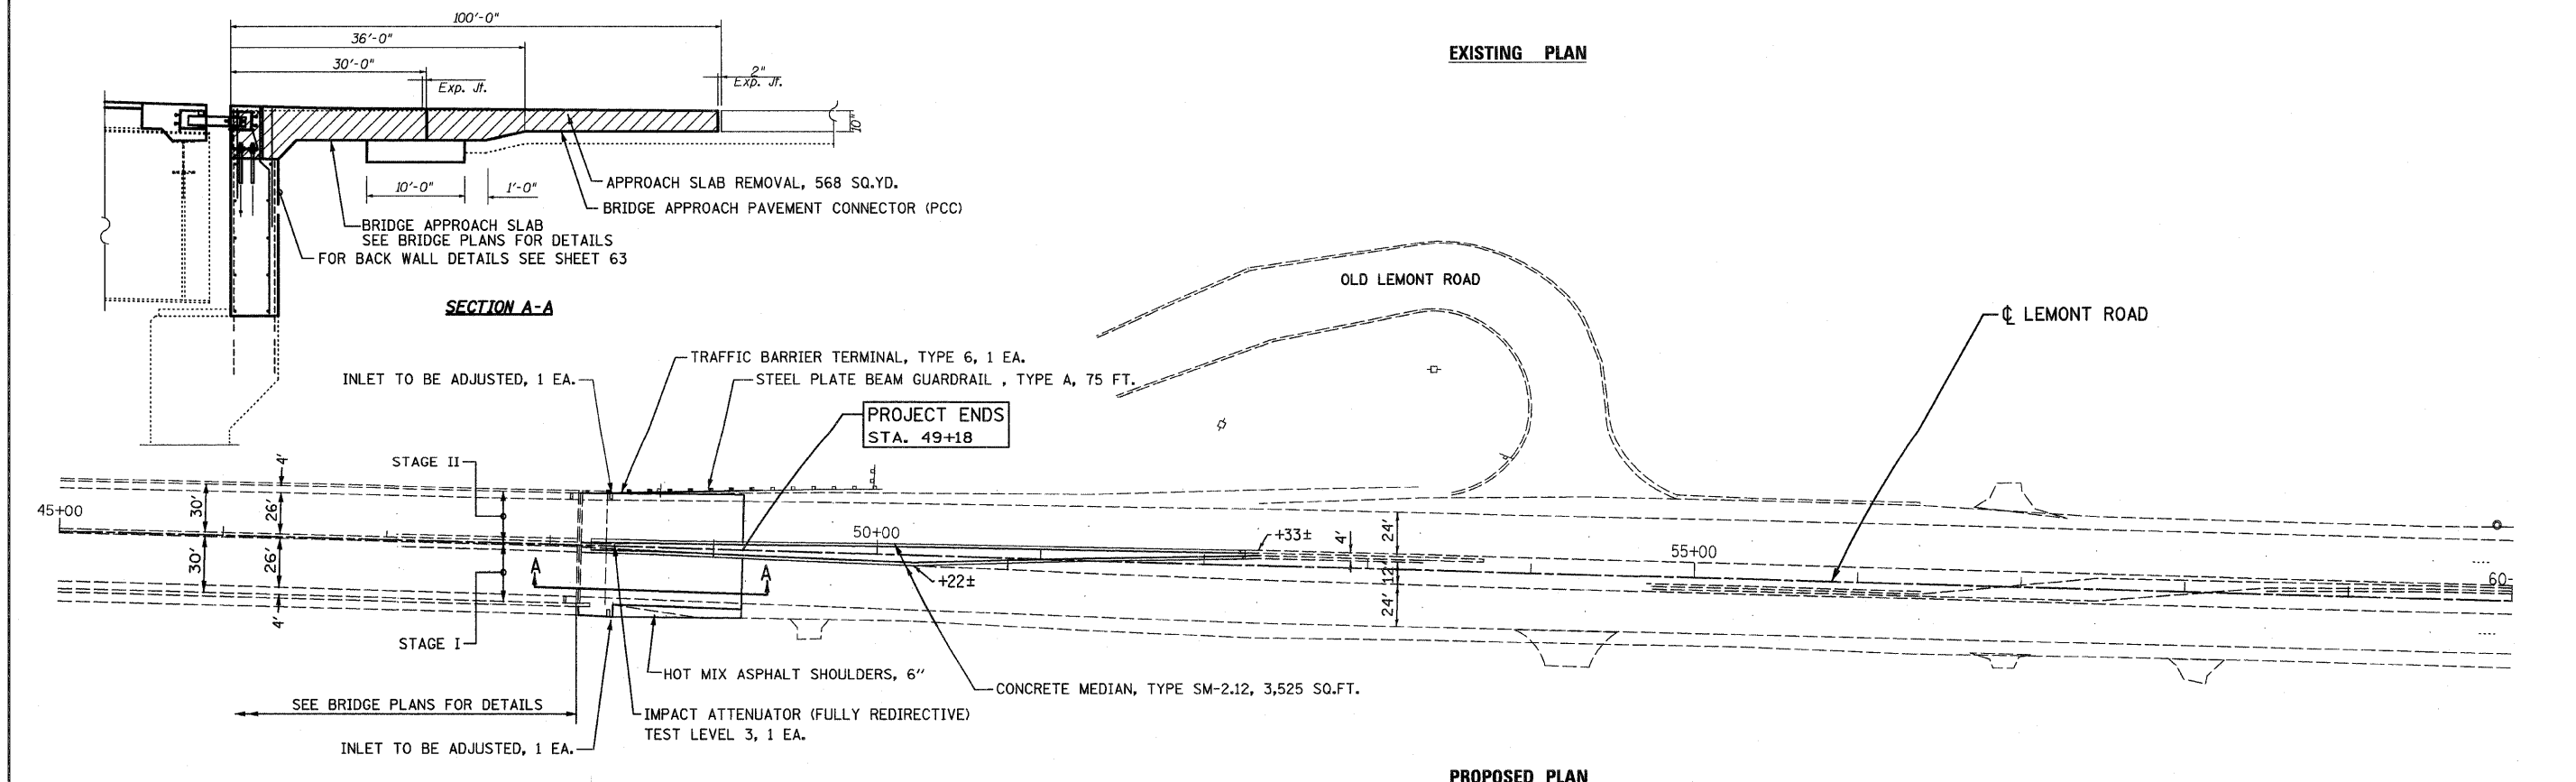 100'-0"
EXISTING PLAN
36'-0"
30'-0"
2"
Exp. Jt.
Exp. Jt.
10"
10'-0"
1'-0"
APPROACH SLAB REMOVAL, 568 SQ.YD.
BRIDGE APPROACH PAVEMENT CONNECTOR (PCC)
BRIDGE APPROACH SLAB
SEE BRIDGE PLANS FOR DETAILS
FOR BACK WALL DETAILS SEE SHEET 63
SECTION A-A
OLD LEMONT ROAD
℄ LEMONT ROAD
TRAFFIC BARRIER TERMINAL, TYPE 6, 1 EA.
INLET TO BE ADJUSTED, 1 EA.
STEEL PLATE BEAM GUARDRAIL , TYPE A, 75 FT.
PROJECT ENDS
STA. 49+18
STAGE II
4'
30'
26'
45+00
50+00
+33±
4'
24'
55+00
30'
26'
A
A
+22±
12'
60-
4'
24'
STAGE I
HOT MIX ASPHALT SHOULDERS, 6"
CONCRETE MEDIAN, TYPE SM-2.12, 3,525 SQ.FT.
SEE BRIDGE PLANS FOR DETAILS
IMPACT ATTENUATOR (FULLY REDIRECTIVE)
TEST LEVEL 3, 1 EA.
INLET TO BE ADJUSTED, 1 EA.
PROPOSED PLAN